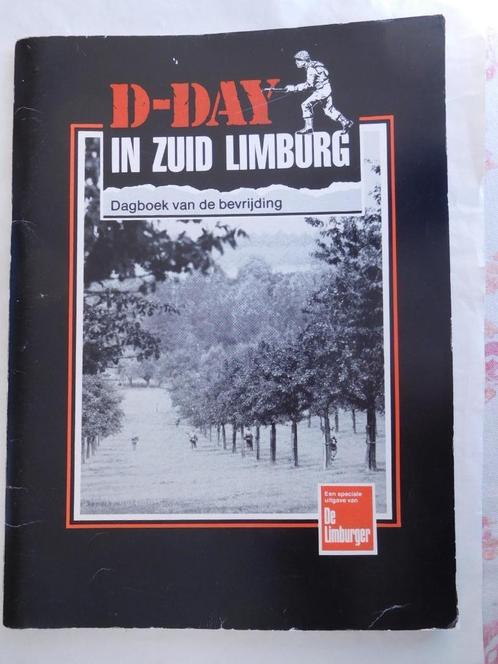 D-DAY
IN ZUID LIMBURG
Dagboek van de bevrijding
Een speciale
uitgave van
De
Limburger